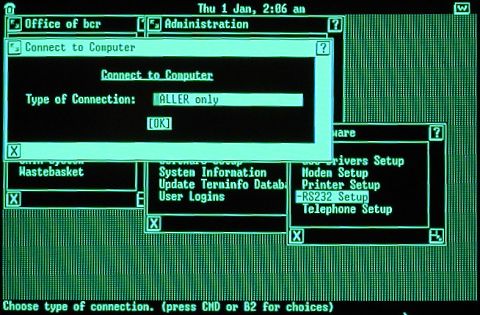 Thu 1 Jan, 2:06 am
W
Office of bcr
?
Administration
?
Connect to Computer
?
Connect to Computer
Type of Connection:
ALLER only
[OK]
X
Wastebasket
X
System Information
Update Terminfo Datab
User Logins
X
ware
?
Drivers Setup
Modem Setup
Printer Setup
RS232 Setup
Telephone Setup
X
Choose type of connection. (press CMD or B2 for choices)